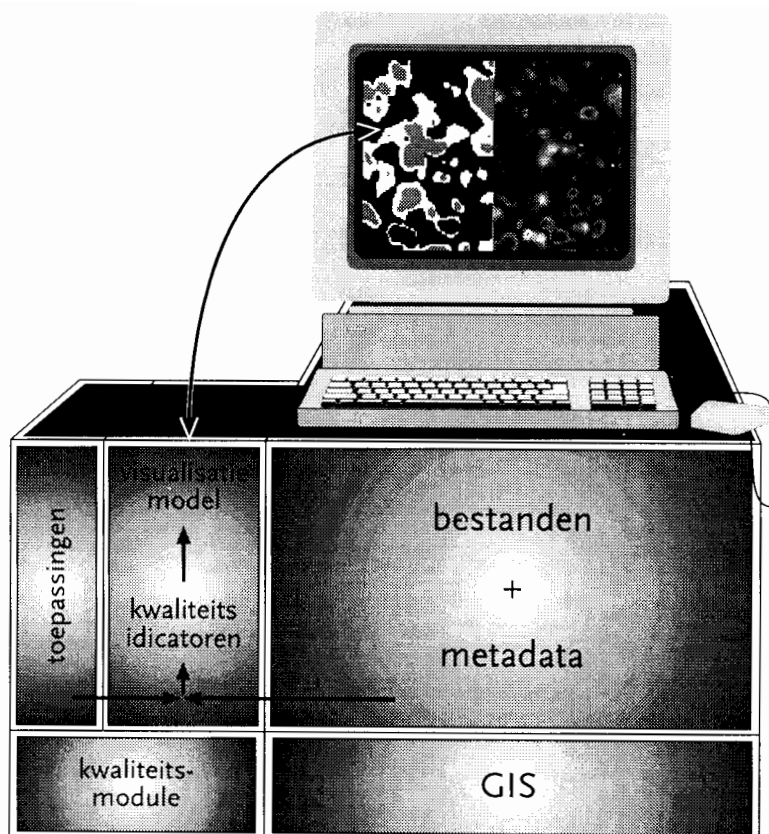 toepassingen
visualisatie
model
kwaliteits
idicatoren
bestanden
+
metadata
kwaliteits-
module
GIS